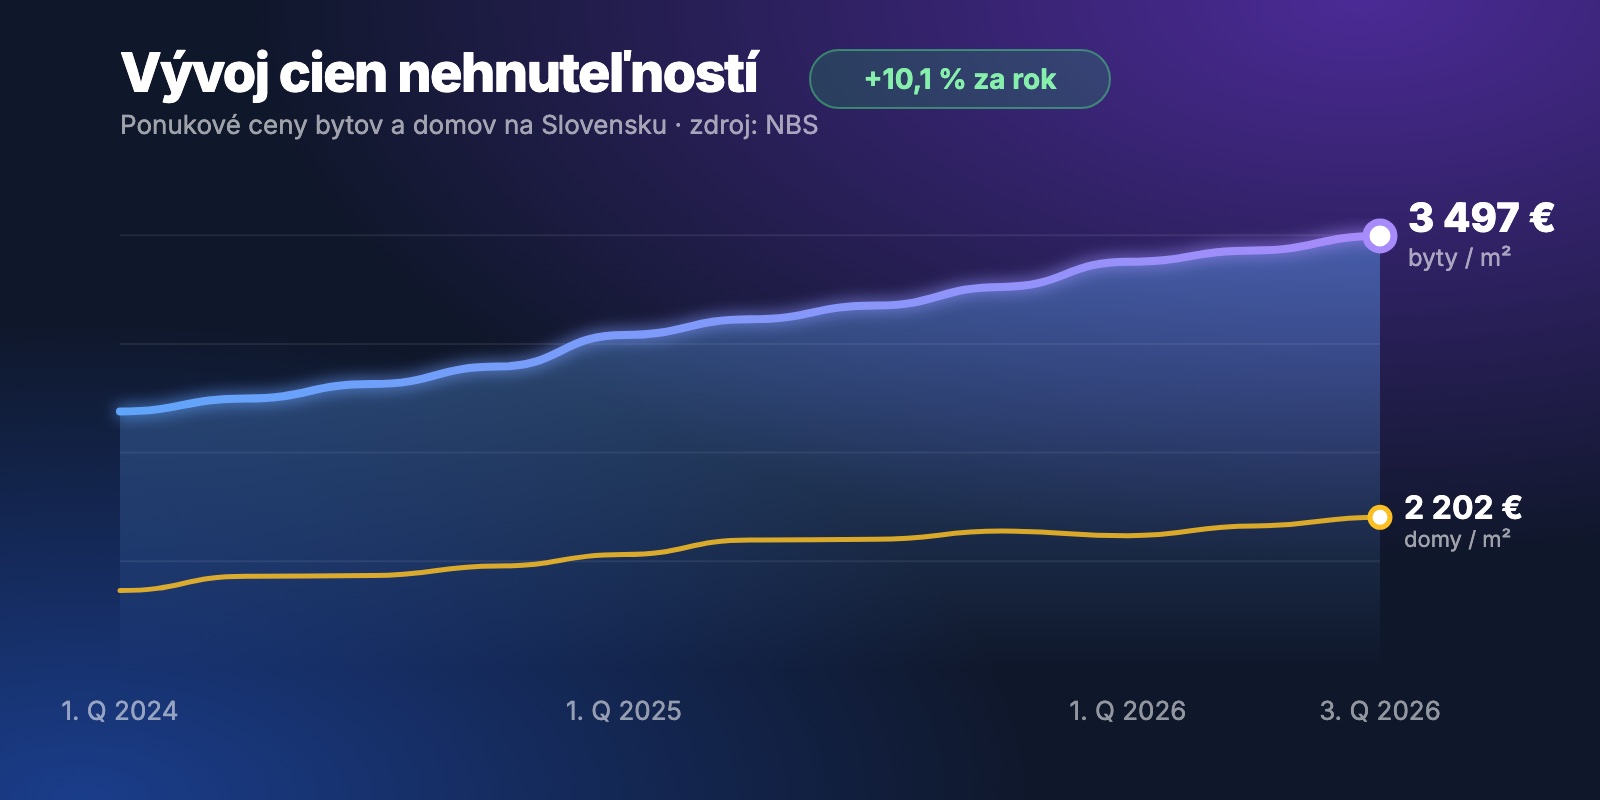 Vývoj cien nehnuteľností
+10,1 % za rok
Ponukové ceny bytov a domov na Slovensku · zdroj: NBS
3 497 €
byty / m²
2 202 €
domy / m²
1. Q 2024
1. Q 2025
1. Q 2026
3. Q 2026